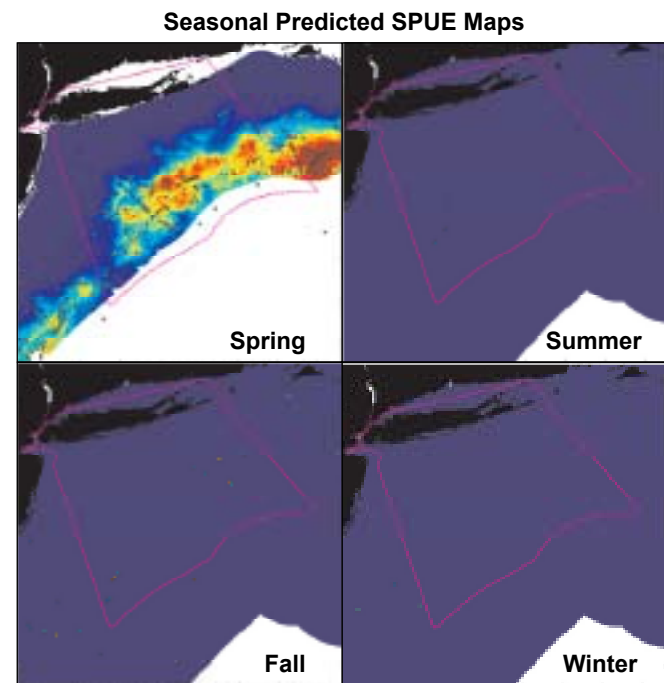 Seasonal Predicted SPUE Maps
Spring
Summer
Fall
Winter